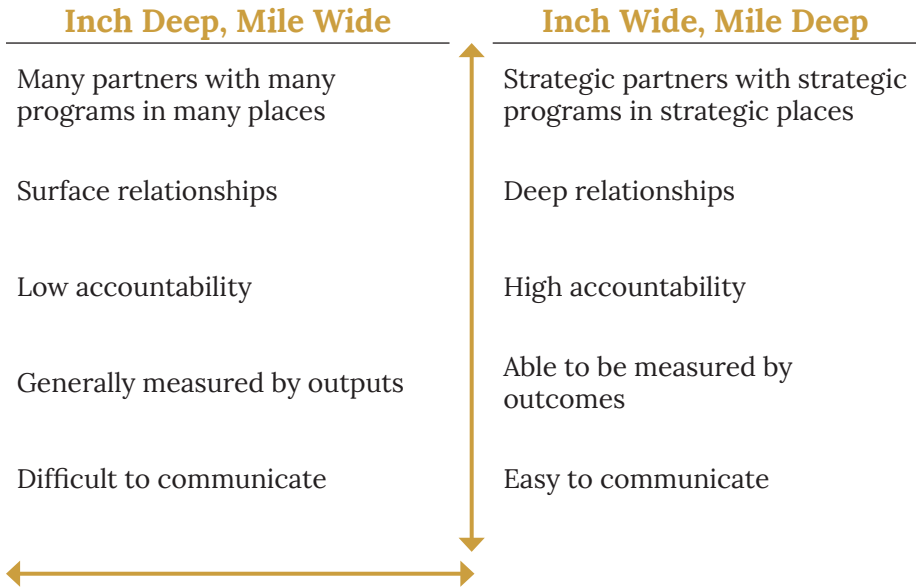 Inch Deep, Mile Wide
Many partners with many
programs in many places
Surface relationships
Low accountability
Generally measured by outputs
Difficult to communicate
Inch Wide, Mile Deep
Strategic partners with strategic
programs in strategic places
Deep relationships
High accountability
Able to be measured by
outcomes
Easy to communicate